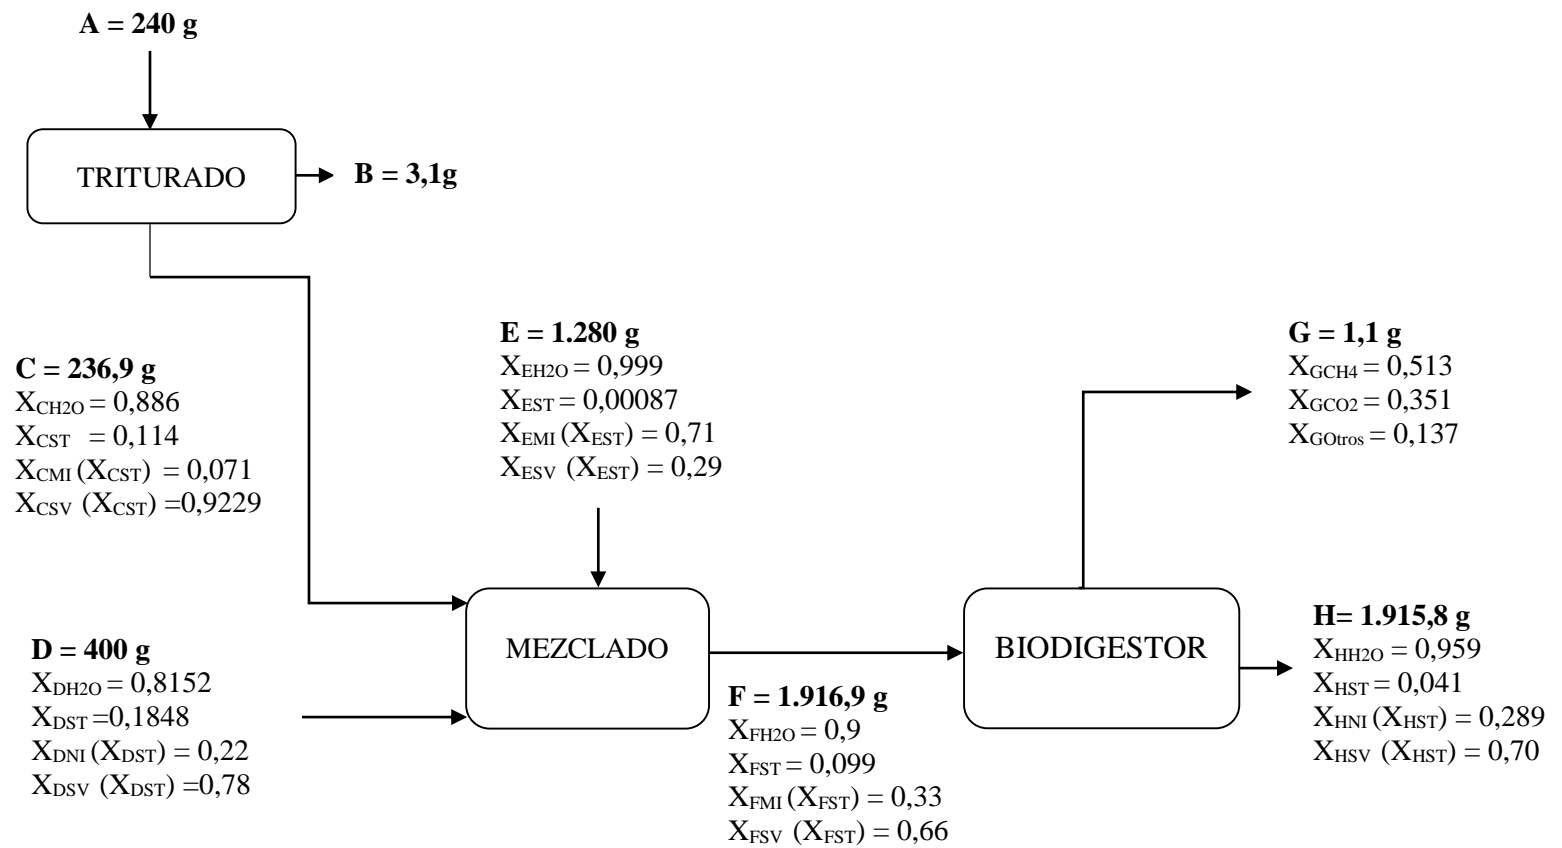 A = 240 g
TRITURADO
B = 3,1g
C = 236,9 g
XCH2O = 0,886
XCST = 0,114
XCMI (XCST) = 0,071
XCSV (XCST) =0,9229
E = 1.280 g
XEH2O = 0,999
XEST = 0,00087
XEMI (XEST) = 0,71
XESV (XEST) = 0,29
G = 1,1 g
XGCH4 = 0,513
XGCO2 = 0,351
XGOtros = 0,137
D = 400 g
XDH2O = 0,8152
XDST =0,1848
XDNI (XDST) = 0,22
XDSV (XDST) =0,78
MEZCLADO
F = 1.916,9 g
XFH2O = 0,9
XFST = 0,099
XFMI (XFST) = 0,33
XFSV (XFST) = 0,66
BIODIGESTOR
H= 1.915,8 g
XHH2O = 0,959
XHST = 0,041
XHNI (XHST) = 0,289
XHSV (XHST) = 0,70